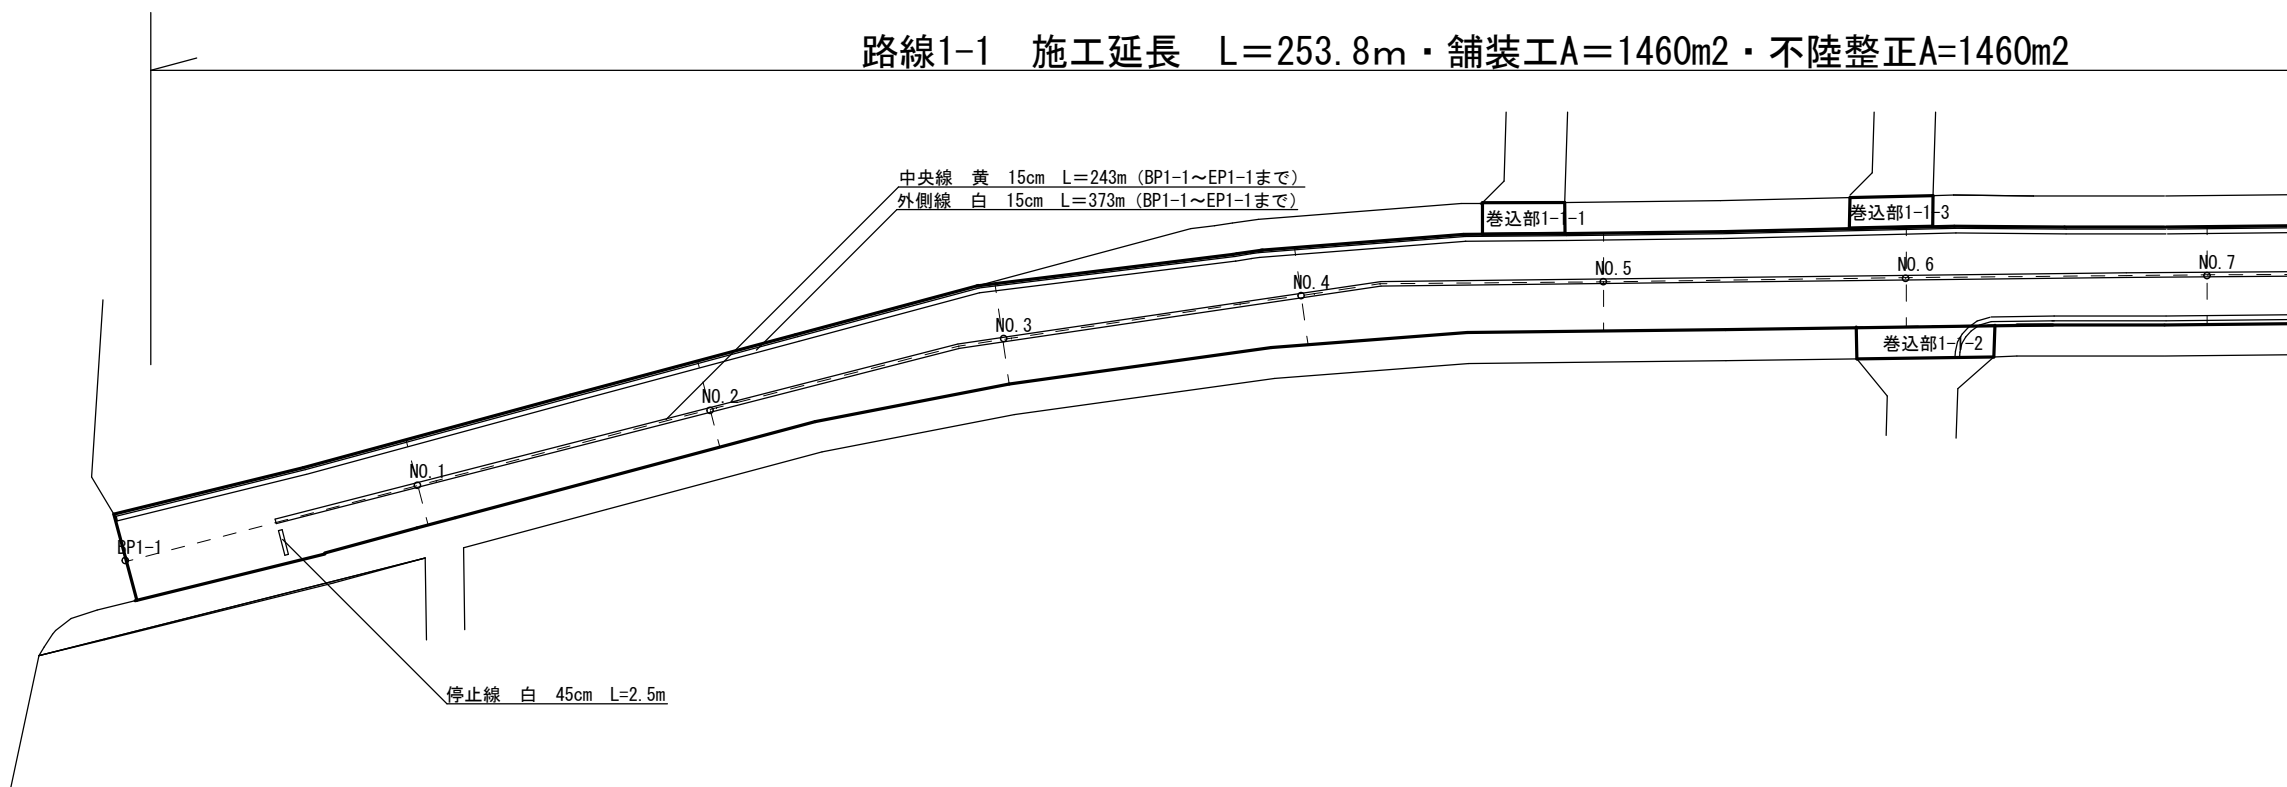 路線1-1　施工延長　L＝253.8ｍ・舗装工A＝1460m2・不陸整正A=1460m2
中央線　黄　15cm　L＝243m（BP1-1～EP1-1まで）
外側線　白　15cm　L＝373m（BP1-1～EP1-1まで）
巻込部1-1-1
巻込部1-1-3
NO.7
NO.6
NO.5
NO.4
NO.3
巻込部1-1-2
NO.2
NO.1
BP1-1
停止線　白　45cm　L=2.5m